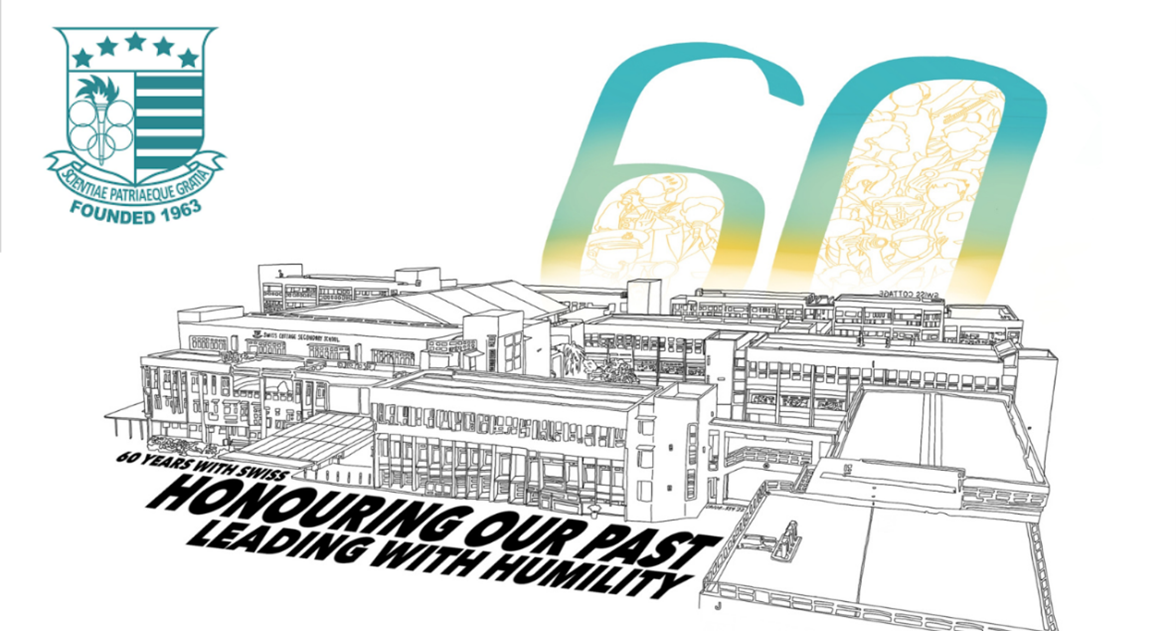 SCIENTIAE PATRIAEQUE GRATIA
FOUNDED 1963
60
SWISS COTTAGE
SWISS COTTAGE SECONDARY SCHOOL
60 YEARS WITH SWISS
HONOURING OUR PAST
LEADING WITH HUMILITY